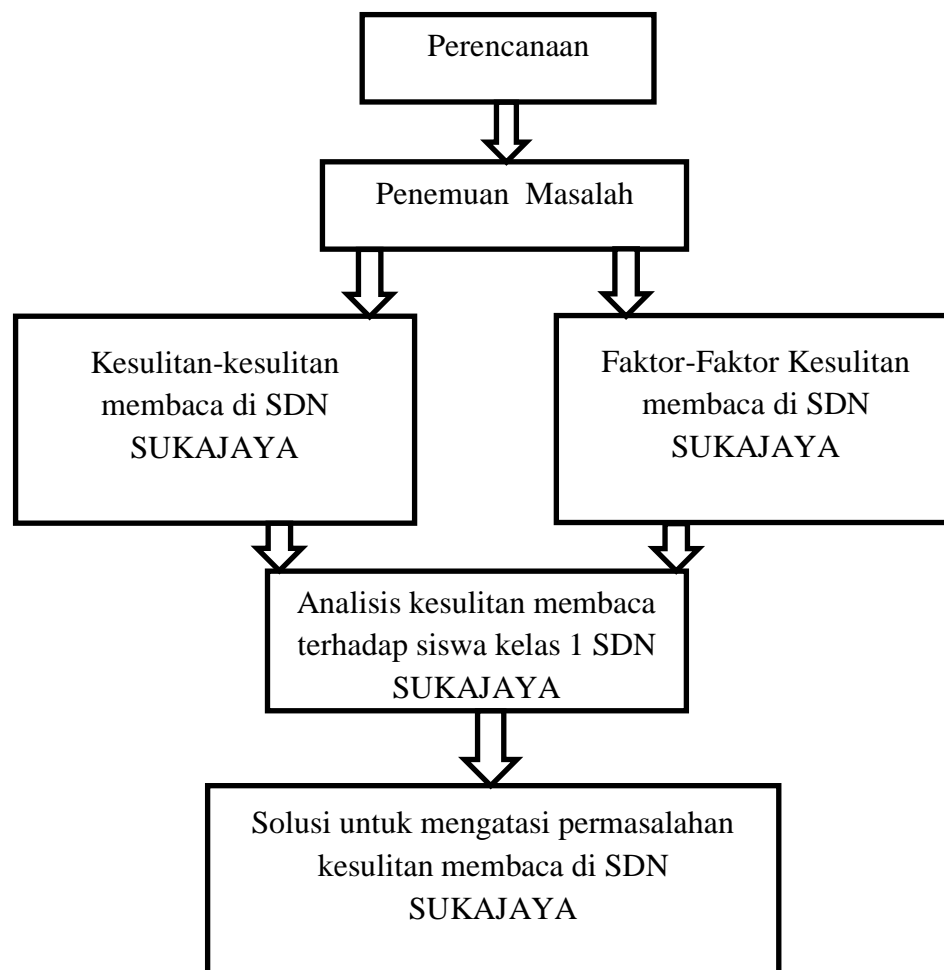 Perencanaan
Penemuan  Masalah
Kesulitan-kesulitan
membaca di SDN
SUKAJAYA
Faktor-Faktor Kesulitan
membaca di SDN
SUKAJAYA
Analisis kesulitan membaca
terhadap siswa kelas 1 SDN
SUKAJAYA
Solusi untuk mengatasi permasalahan
kesulitan membaca di SDN
SUKAJAYA